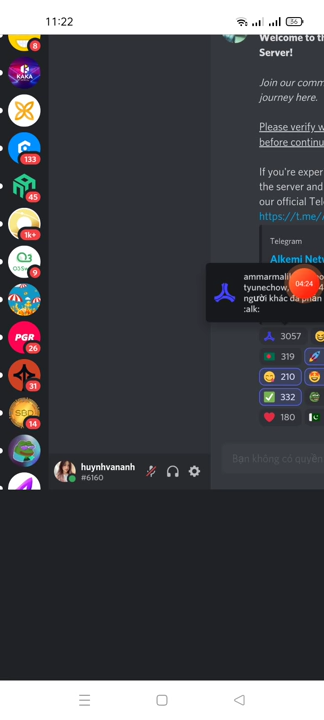 11:22
36
8
KAKA
133
45
1k+
9
PGR
26
31
14
huynhvananh
#6160
Welcome to th
Server!
Join our comm
journey here.
Please verify w
before continu
If you're exper
the server and
our official Tele
https://t.me/
Telegram
Alkemi Netw
ammarmali
tyunechow,
người khác đã phản
:alk:
04:24
3057
319
210
332
180
Bạn không có quyền